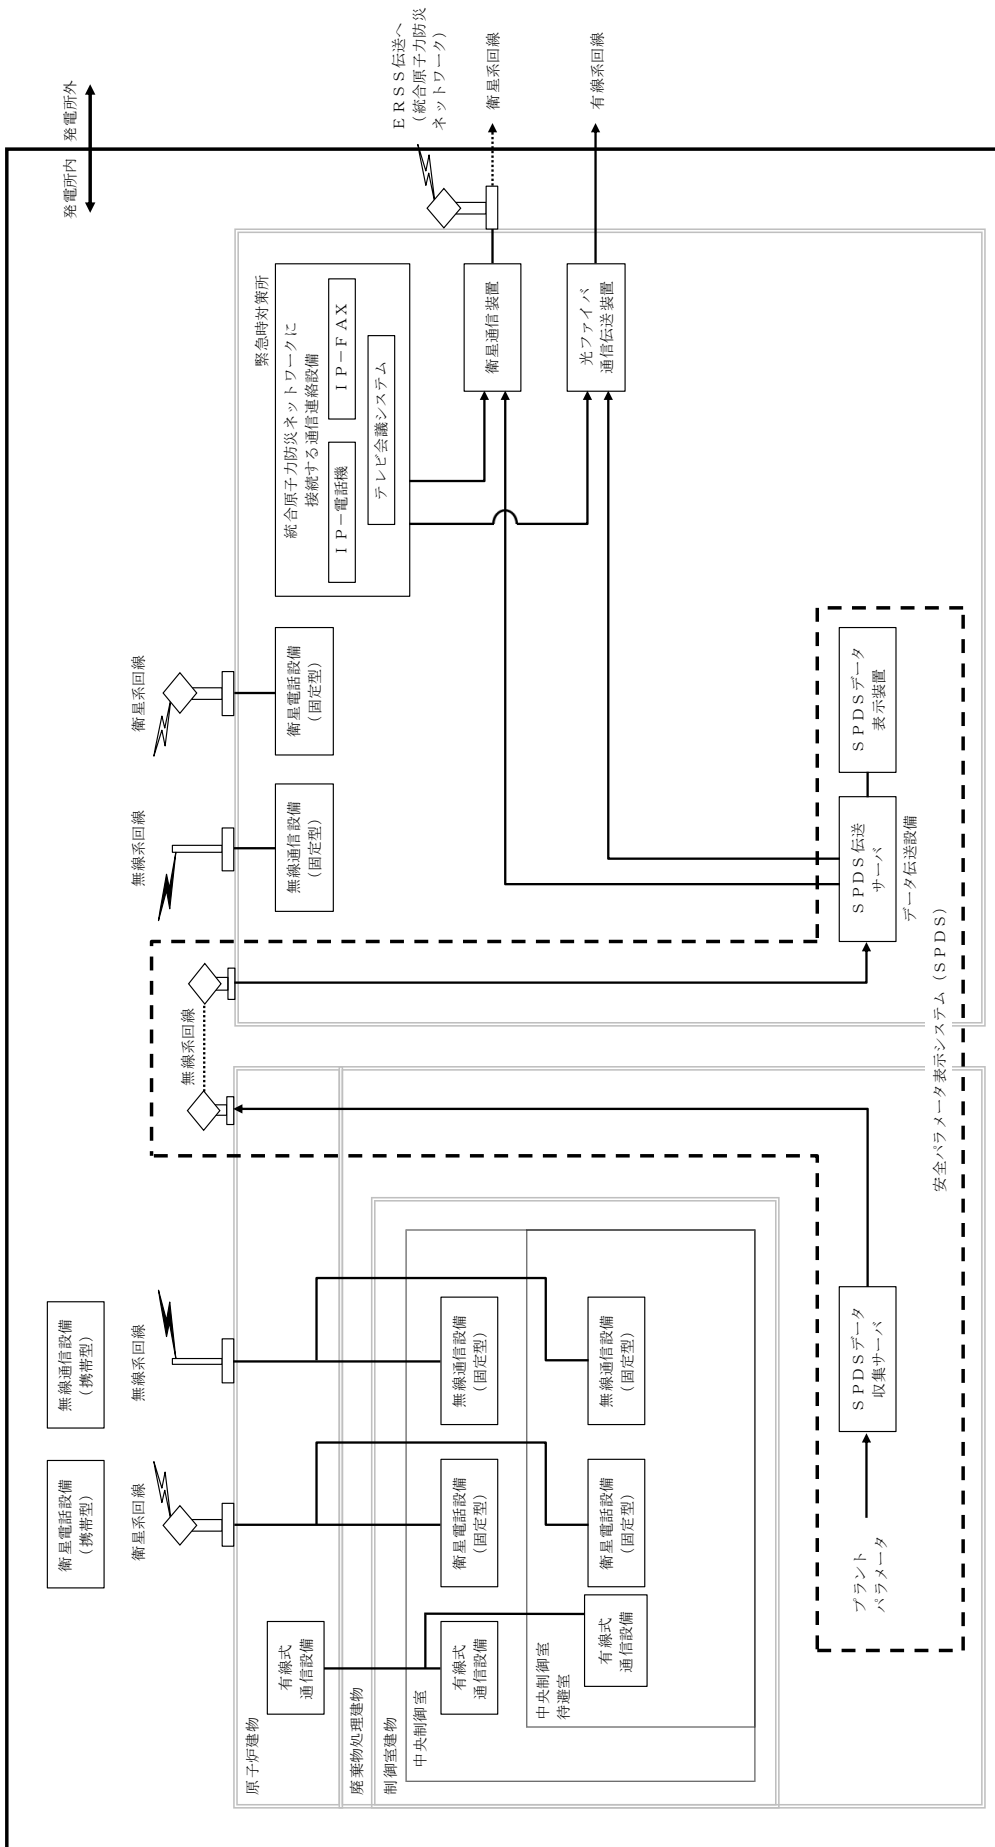 発電所内
発電所外
ＥＲＳＳ伝送へ
（統合原子力防災
ネットワーク）
衛星系回線
有線系回線
緊急時対策所
統合原子力防災ネットワークに
接続する通信連絡設備
ＩＰ－電話機
ＩＰ－ＦＡＸ
テレビ会議システム
衛星通信装置
光ファイバ
通信伝送装置
衛星系回線
衛星電話設備
（固定型）
無線系回線
無線通信設備
（固定型）
ＳＰＤＳデータ
表示装置
ＳＰＤＳ伝送
サーバ
データ伝送設備
無線系回線
安全パラメータ表示システム（ＳＰＤＳ）
無線通信設備
（携帯型）
無線系回線
衛星電話設備
（携帯型）
衛星系回線
原子炉建物
廃棄物処理建物
制御室建物
中央制御室
中央制御室
待避室
有線式
通信設備
有線式
通信設備
有線式
通信設備
衛星電話設備
（固定型）
衛星電話設備
（固定型）
無線通信設備
（固定型）
無線通信設備
（固定型）
プラント
パラメータ
ＳＰＤＳデータ
収集サーバ